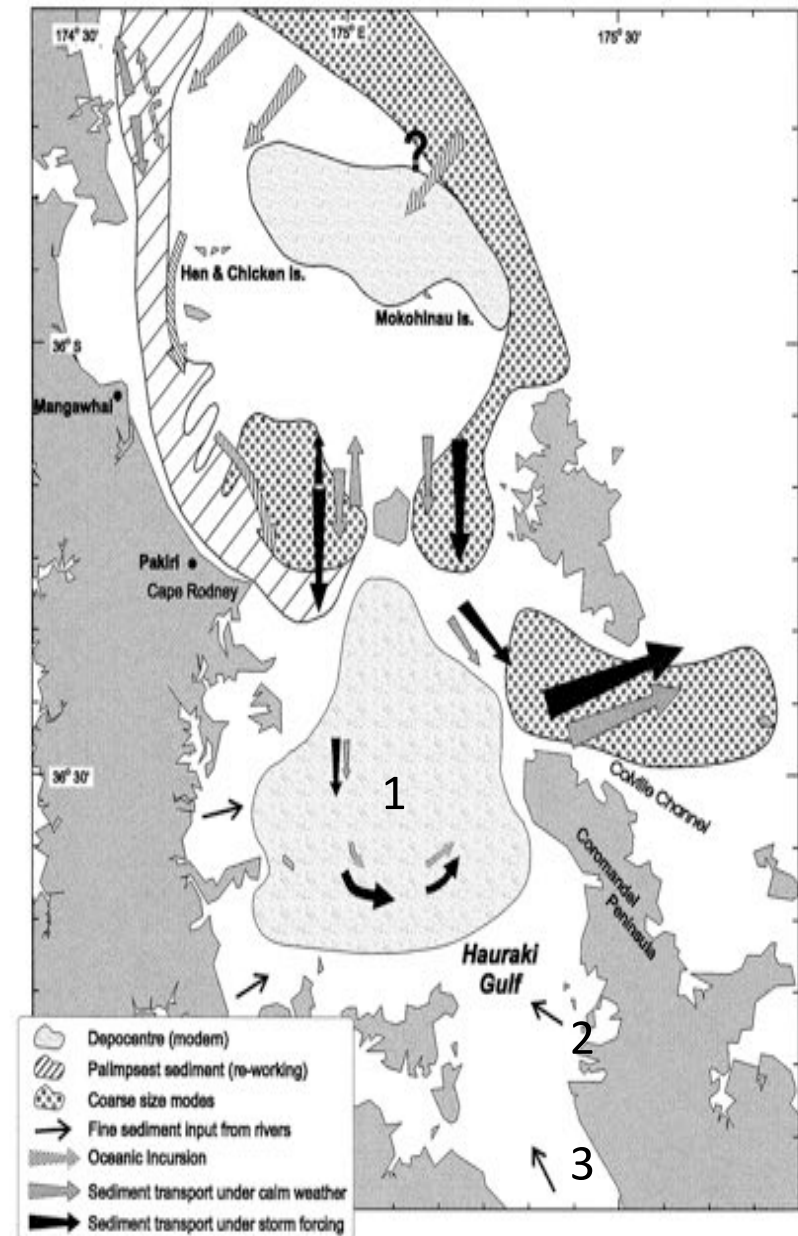 174° 30'
175° E
175° 30'
?
Hen & Chicken Is.
Mokohinau Is.
36° S
Mangawhai
Pakiri
Cape Rodney
36° 30'
1
Colville Channel
Coromandel
Peninsula
Hauraki
Gulf
2
3
Depocentre (modern)
Palimpsest sediment (re-working)
Coarse size modes
Fine sediment input from rivers
Oceanic Incursion
Sediment transport under calm weather
Sediment transport under storm forcing